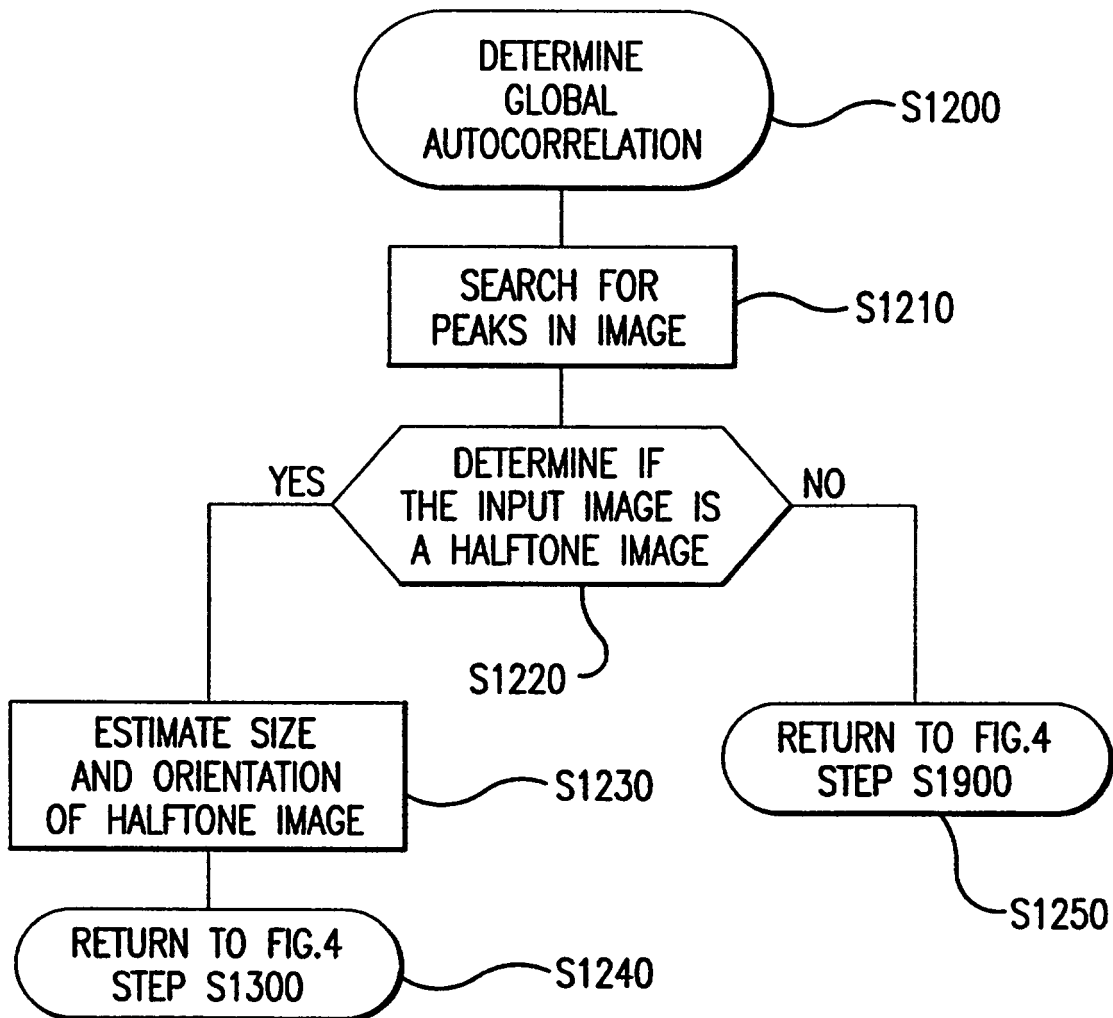 DETERMINE
GLOBAL
AUTOCORRELATION
S1200
SEARCH FOR
PEAKS IN IMAGE
S1210
YES
DETERMINE IF
THE INPUT IMAGE IS
A HALFTONE IMAGE
NO
S1220
ESTIMATE SIZE
AND ORIENTATION
OF HALFTONE IMAGE
S1230
RETURN TO FIG.4
STEP S1900
S1250
RETURN TO FIG.4
STEP S1300
S1240